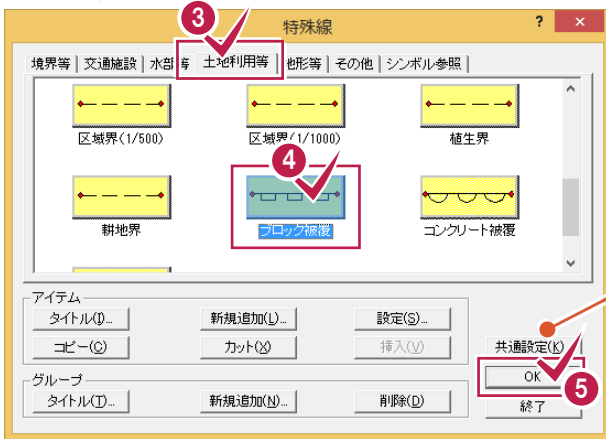 3
特殊線
? ×
境界等 交通施設 水部等 土地利用等 地形等 その他 シンボル参照
区域界(1/500) 区域界(1/1000) 植生界
4
耕地界 ブロック被覆 コンクリート被覆
アイテム
タイトル(I)... 新規追加(L)... 設定(S)...
コピー(C) カット(X) 挿入(V) 共通設定(K)
グループ OK 5
タイトル(T)... 新規追加(N)... 削除(D) 終了